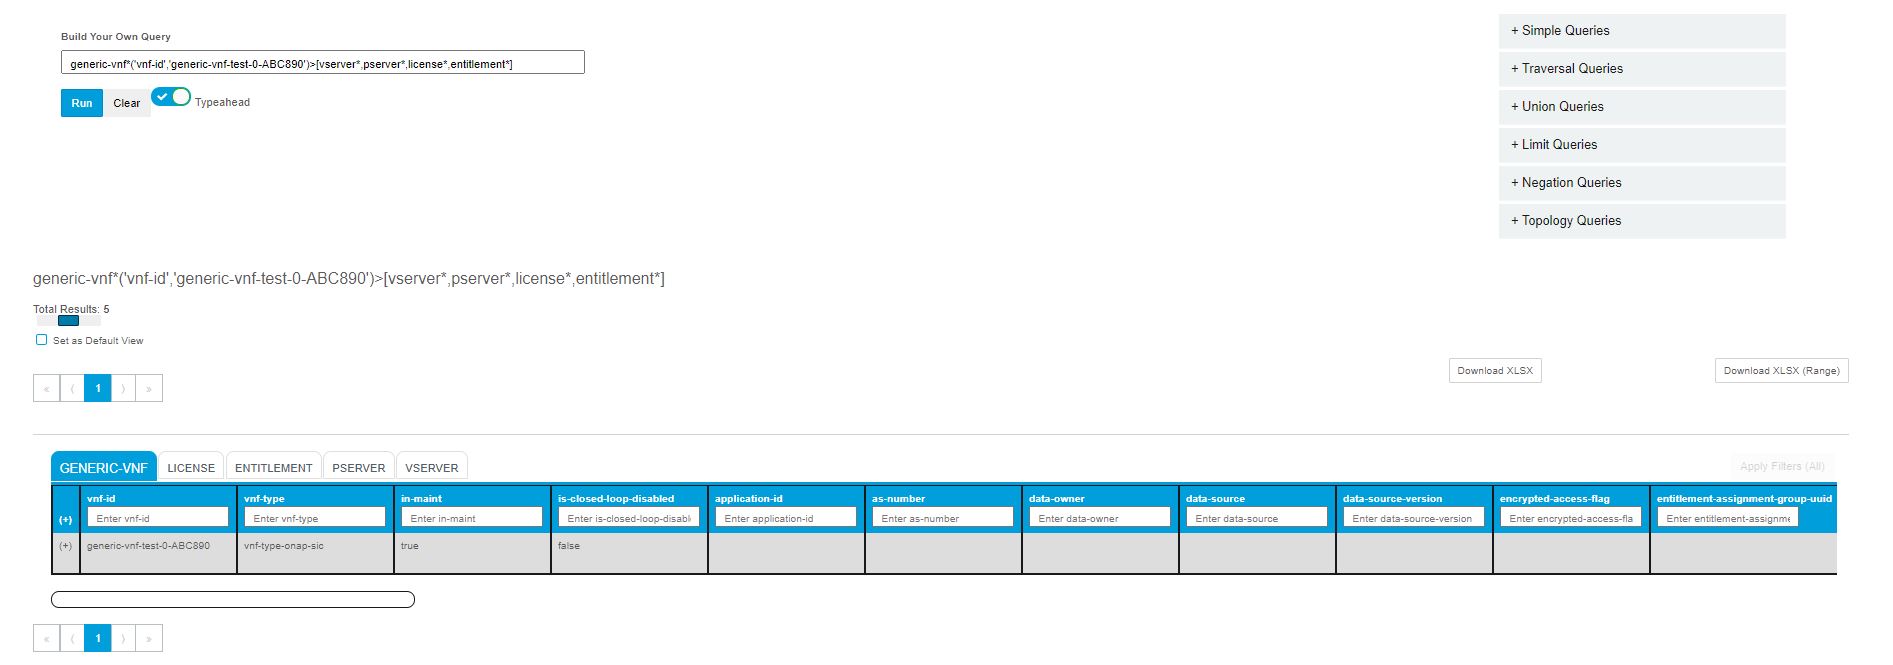 Build Your Own Query
generic-vnf*('vnf-id','generic-vnf-test-0-ABC890')>[vserver*,pserver*,license*,entitlement*]
Run Clear Typeahead
+ Simple Queries
+ Traversal Queries
+ Union Queries
+ Limit Queries
+ Negation Queries
+ Topology Queries
generic-vnf*('vnf-id','generic-vnf-test-0-ABC890')>[vserver*,pserver*,license*,entitlement*]
Total Results: 5
Set as Default View
Download XLSX Download XLSX (Range)
« ⟨ 1 ⟩ »
GENERIC-VNF LICENSE ENTITLEMENT PSERVER VSERVER Apply Filters (All)
vnf-id vnf-type in-maint is-closed-loop-disabled application-id as-number data-owner data-source data-source-version encrypted-access-flag entitlement-assignment-group-uuid
(+) Enter vnf-id Enter vnf-type Enter in-maint Enter is-closed-loop-disabl Enter application-id Enter as-number Enter data-owner Enter data-source Enter data-source-version Enter encrypted-access-fla Enter entitlement-assignme
(+) generic-vnf-test-0-ABC890 vnf-type-onap-sic true false
« ⟨ 1 ⟩ »